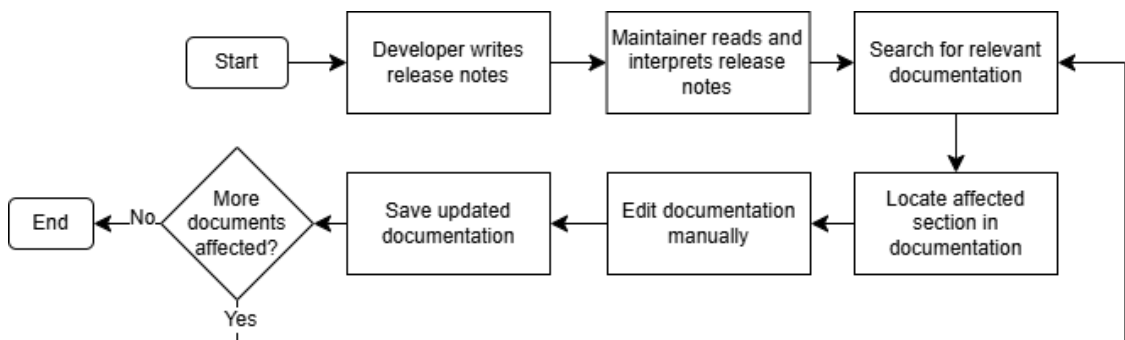 Start
Developer writes
release notes
Maintainer reads and
interprets release
notes
Search for relevant
documentation
Locate affected
section in
documentation
Edit documentation
manually
Save updated
documentation
More
documents
affected?
No
End
Yes